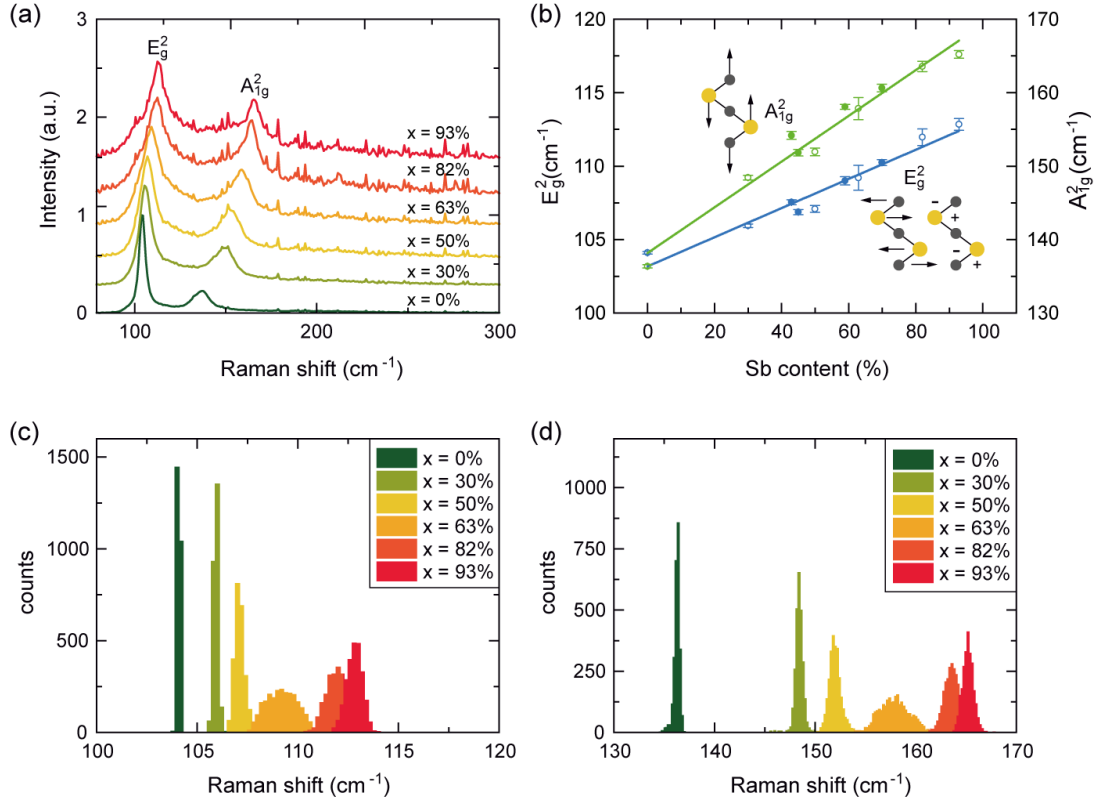 (a)
3
2
1
0
Intensity (a.u.)
E²g
A²1g
x = 93%
x = 82%
x = 63%
x = 50%
x = 30%
x = 0%
100 200 300
Raman shift (cm⁻¹)
(b)
120
115
110
105
100
E²g(cm⁻¹)
170
160
150
140
130
A²1g(cm⁻¹)
A²1g
E²g
- -
+
-
+
0 20 40 60 80 100
Sb content (%)
(c)
1500
1000
500
0
counts
x = 0%
x = 30%
x = 50%
x = 63%
x = 82%
x = 93%
100 105 110 115 120
Raman shift (cm⁻¹)
(d)
1000
750
500
250
0
counts
x = 0%
x = 30%
x = 50%
x = 63%
x = 82%
x = 93%
130 140 150 160 170
Raman shift (cm⁻¹)